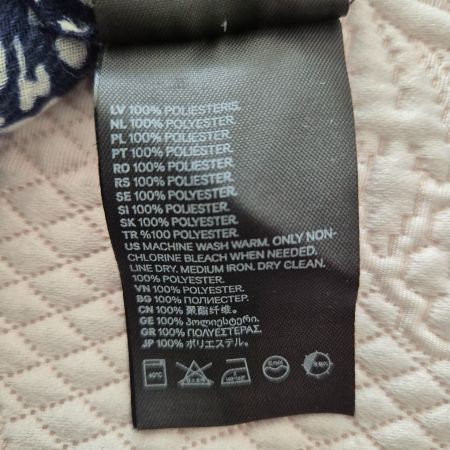 LV 100% POLIESTERIS.
NL 100% POLYESTER.
PL 100% POLIESTER.
PT 100% POLIÉSTER.
RO 100% POLIESTER.
RS 100% POLIESTER.
SE 100% POLYESTER.
SI 100% POLIESTER.
SK 100% POLYESTER.
TR %100 POLYESTER.
US MACHINE WASH WARM. ONLY NON-
CHLORINE BLEACH WHEN NEEDED.
LINE DRY. MEDIUM IRON. DRY CLEAN.
100% POLYESTER.
VN 100% POLYESTER.
BG 100% ПОЛИЕСТЕР.
CN 100% 聚酯纤维。
GE 100% პოლიესტერი.
GR 100% ΠΟΛΥΕΣΤΕΡΑΣ.
JP 100% ポリエステル。
40°C